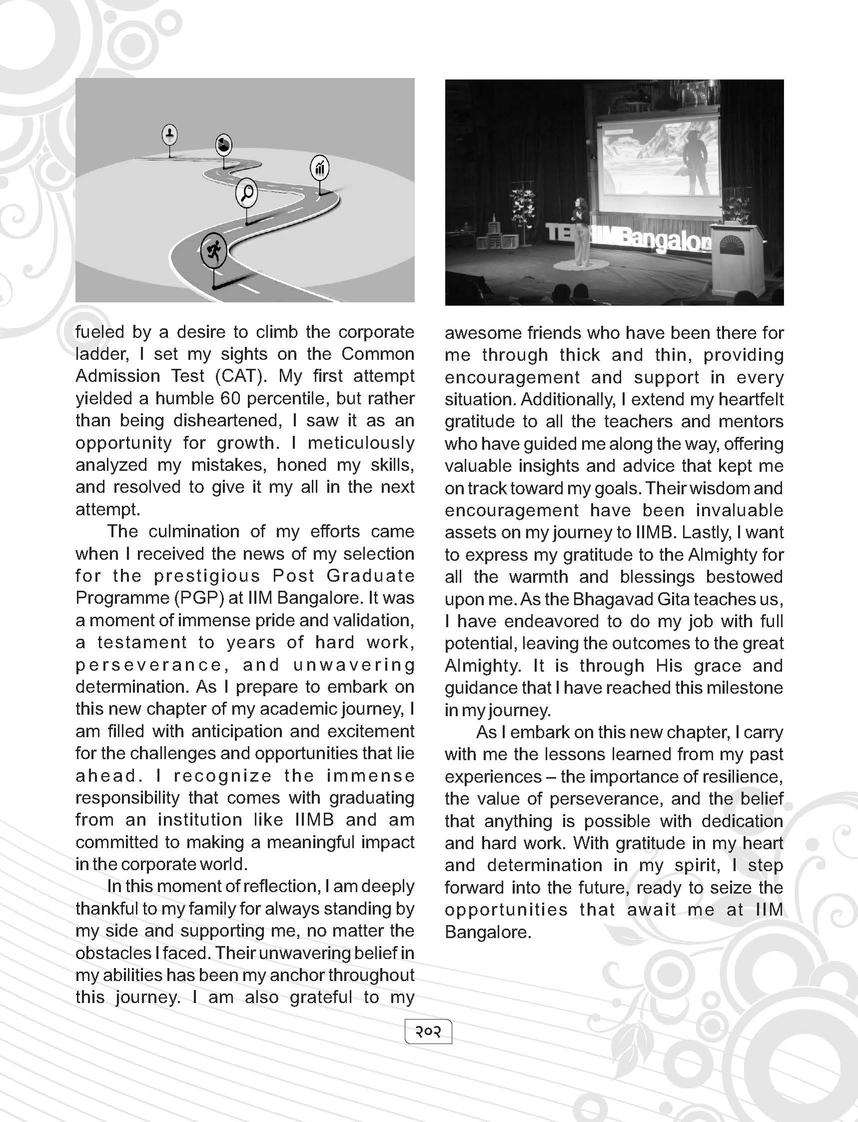 TEDxIIMBangalore
fueled by a desire to climb the corporate
ladder, I set my sights on the Common
Admission Test (CAT). My first attempt
yielded a humble 60 percentile, but rather
than being disheartened, I saw it as an
opportunity for growth. I meticulously
analyzed my mistakes, honed my skills,
and resolved to give it my all in the next
attempt.
The culmination of my efforts came
when I received the news of my selection
for the prestigious Post Graduate
Programme (PGP) at IIM Bangalore. It was
a moment of immense pride and validation,
a testament to years of hard work,
perseverance, and unwavering
determination. As I prepare to embark on
this new chapter of my academic journey, I
am filled with anticipation and excitement
for the challenges and opportunities that lie
ahead. I recognize the immense
responsibility that comes with graduating
from an institution like IIMB and am
committed to making a meaningful impact
in the corporate world.
In this moment of reflection, I am deeply
thankful to my family for always standing by
my side and supporting me, no matter the
obstacles I faced. Their unwavering belief in
my abilities has been my anchor throughout
this journey. I am also grateful to my
awesome friends who have been there for
me through thick and thin, providing
encouragement and support in every
situation. Additionally, I extend my heartfelt
gratitude to all the teachers and mentors
who have guided me along the way, offering
valuable insights and advice that kept me
on track toward my goals. Their wisdom and
encouragement have been invaluable
assets on my journey to IIMB. Lastly, I want
to express my gratitude to the Almighty for
all the warmth and blessings bestowed
upon me. As the Bhagavad Gita teaches us,
I have endeavored to do my job with full
potential, leaving the outcomes to the great
Almighty. It is through His grace and
guidance that I have reached this milestone
in my journey.
As I embark on this new chapter, I carry
with me the lessons learned from my past
experiences – the importance of resilience,
the value of perseverance, and the belief
that anything is possible with dedication
and hard work. With gratitude in my heart
and determination in my spirit, I step
forward into the future, ready to seize the
opportunities that await me at IIM
Bangalore.
२०२